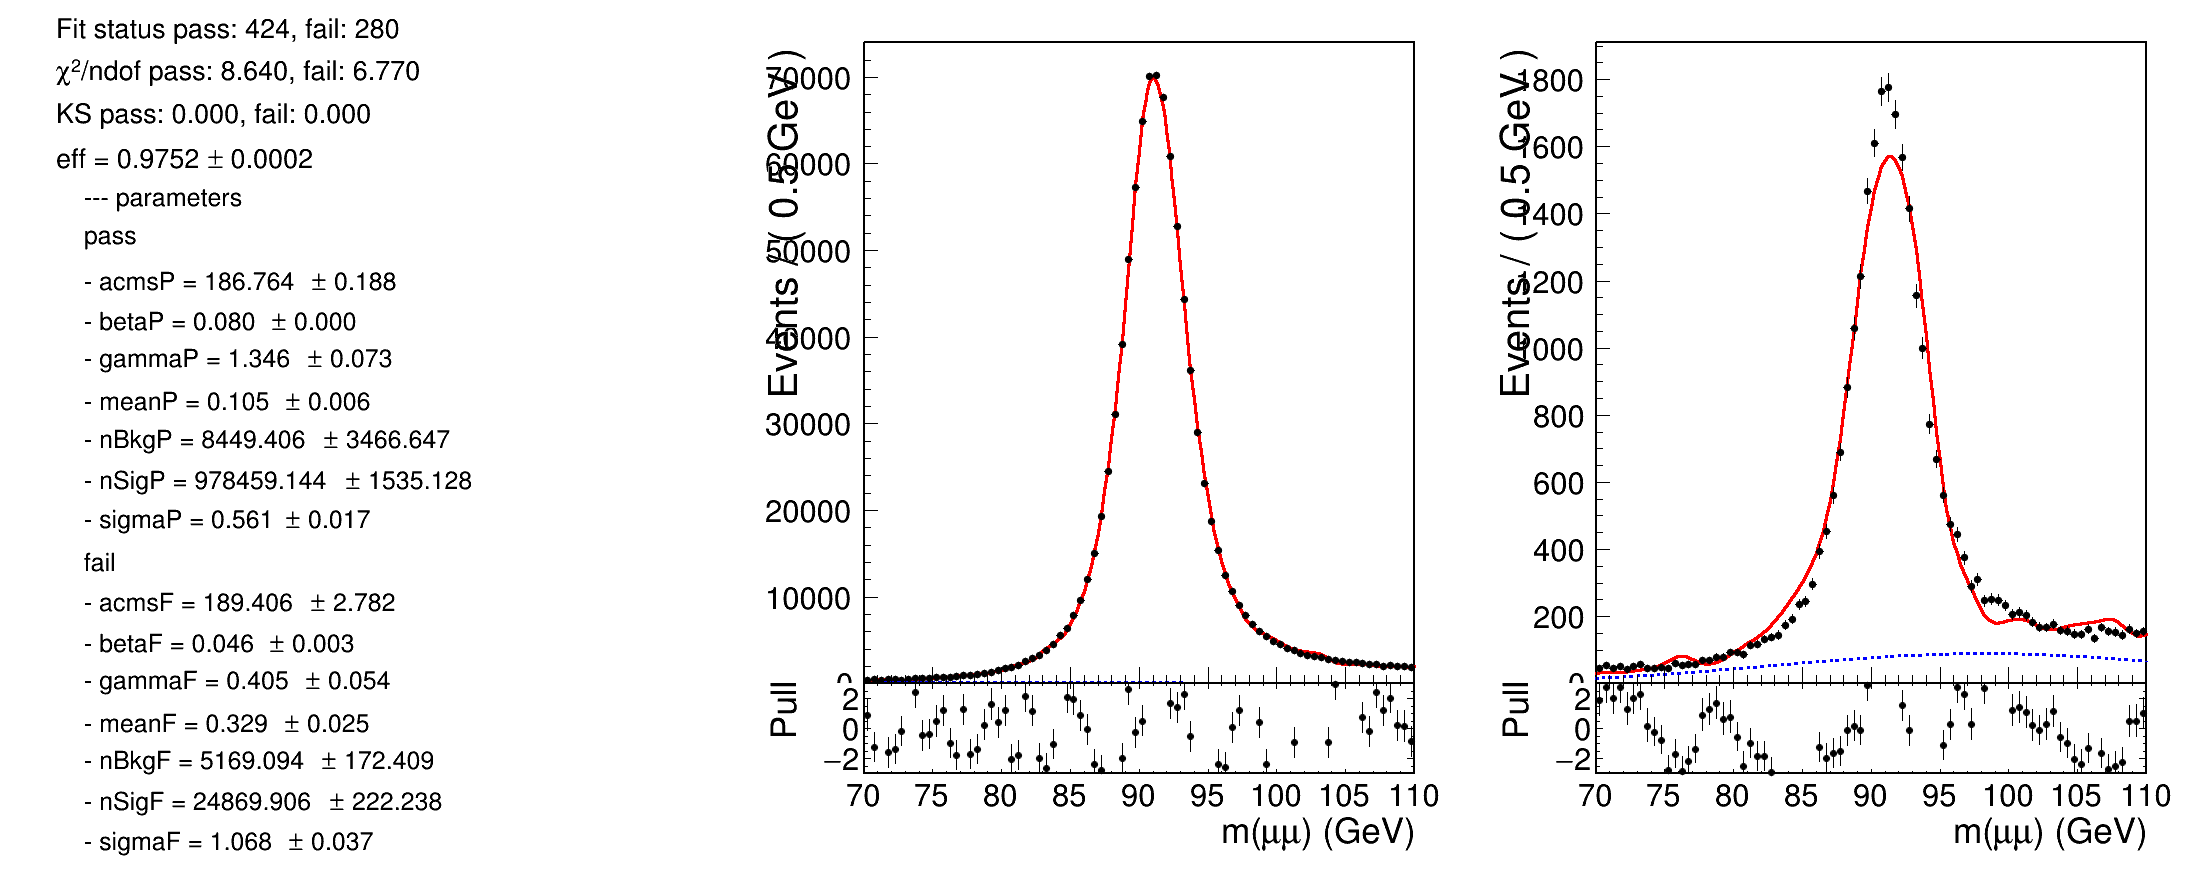 Fit status pass: 424, fail: 280
χ²/ndof pass: 8.640, fail: 6.770
KS pass: 0.000, fail: 0.000
eff = 0.9752 ± 0.0002
--- parameters
pass
- acmsP = 186.764 ± 0.188
- betaP = 0.080 ± 0.000
- gammaP = 1.346 ± 0.073
- meanP = 0.105 ± 0.006
- nBkgP = 8449.406 ± 3466.647
- nSigP = 978459.144 ± 1535.128
- sigmaP = 0.561 ± 0.017
fail
- acmsF = 189.406 ± 2.782
- betaF = 0.046 ± 0.003
- gammaF = 0.405 ± 0.054
- meanF = 0.329 ± 0.025
- nBkgF = 5169.094 ± 172.409
- nSigF = 24869.906 ± 222.238
- sigmaF = 1.068 ± 0.037
Events / ( 0.5 GeV )
70000
60000
50000
40000
30000
20000
10000
0
Pull
2
0
−2
70 75 80 85 90 95 100 105 110
m(μμ) (GeV)
Events / ( 0.5 GeV )
1800
1600
1400
1200
1000
800
600
400
200
0
Pull
2
0
−2
70 75 80 85 90 95 100 105 110
m(μμ) (GeV)